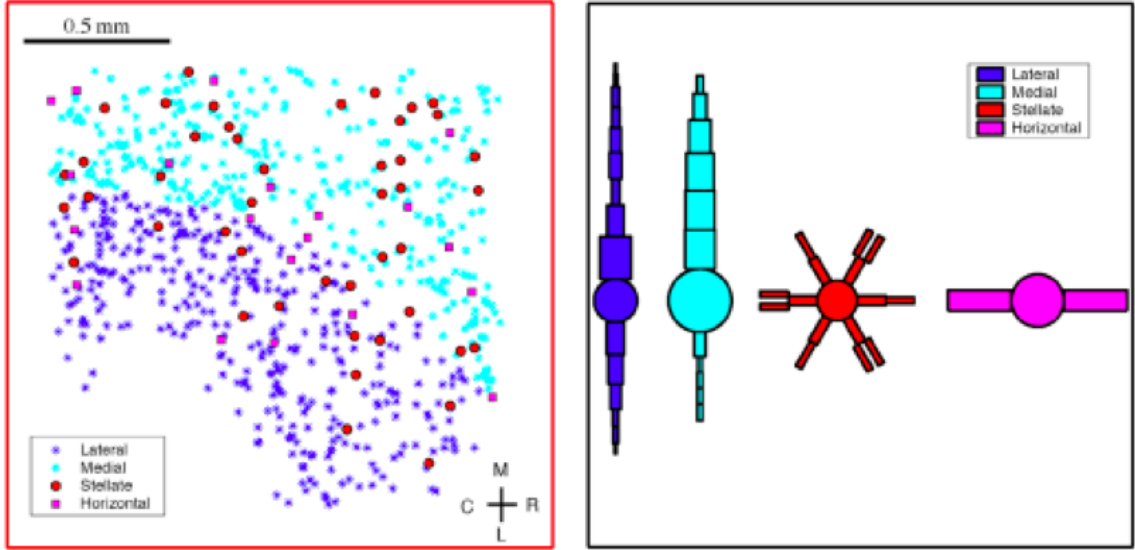 0.5 mm
Lateral
Medial
Stellate
Horizontal
M
C R
L
Lateral
Medial
Stellate
Horizontal